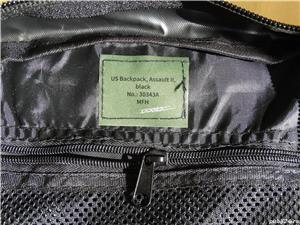 US Backpack, Assault II,
black
No.: 30343A
MFH